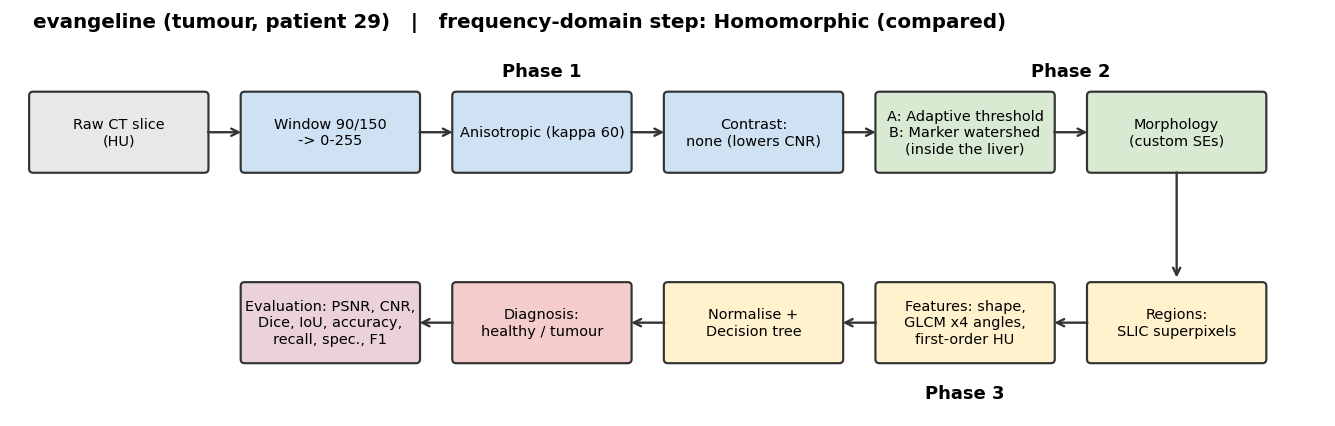 evangeline (tumour, patient 29)   |   frequency-domain step: Homomorphic (compared)
Phase 1
Phase 2
Raw CT slice
(HU)
Window 90/150
-> 0-255
Anisotropic (kappa 60)
Contrast:
none (lowers CNR)
A: Adaptive threshold
B: Marker watershed
(inside the liver)
Morphology
(custom SEs)
Regions:
SLIC superpixels
Features: shape,
GLCM x4 angles,
first-order HU
Normalise +
Decision tree
Diagnosis:
healthy / tumour
Evaluation: PSNR, CNR,
Dice, IoU, accuracy,
recall, spec., F1
Phase 3